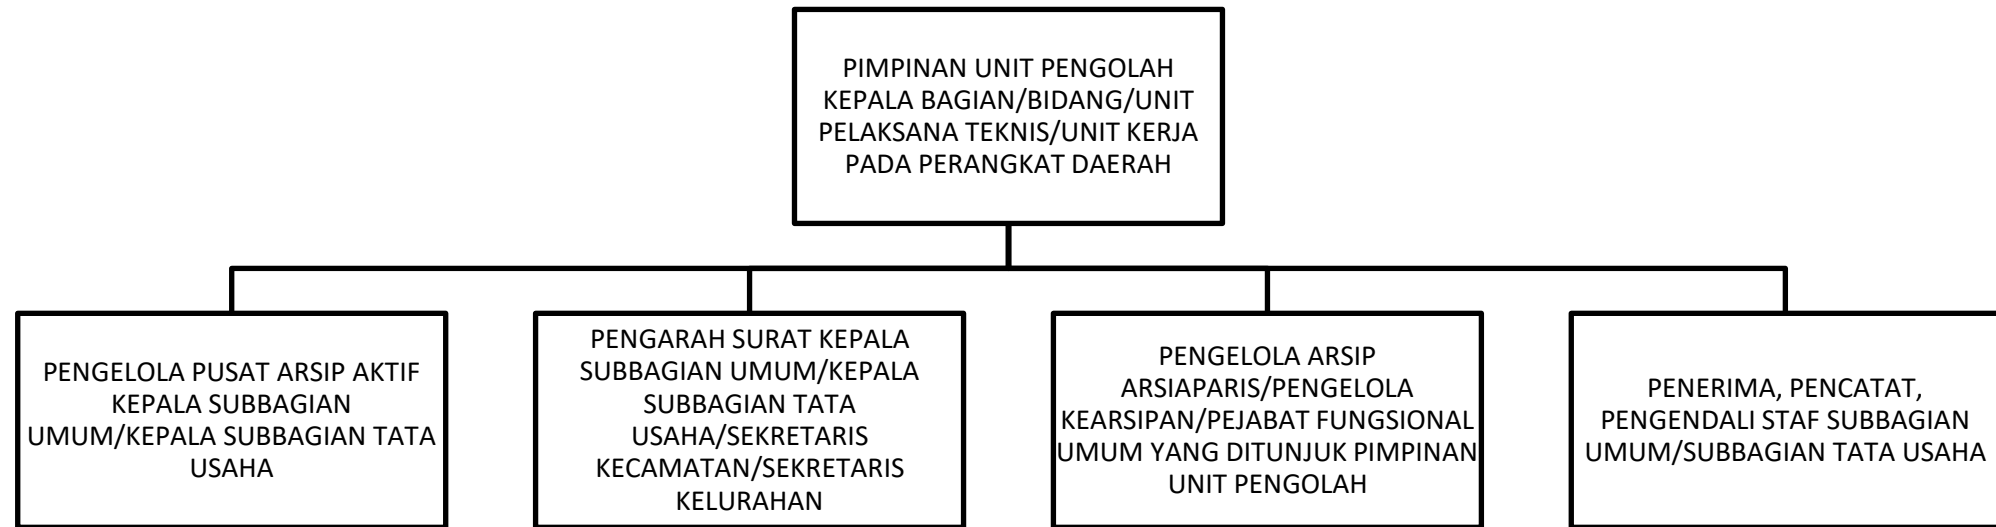 PIMPINAN UNIT PENGOLAH
KEPALA BAGIAN/BIDANG/UNIT
PELAKSANA TEKNIS/UNIT KERJA
PADA PERANGKAT DAERAH
PENGELOLA PUSAT ARSIP AKTIF
KEPALA SUBBAGIAN
UMUM/KEPALA SUBBAGIAN TATA
USAHA
PENGARAH SURAT KEPALA
SUBBAGIAN UMUM/KEPALA
SUBBAGIAN TATA
USAHA/SEKRETARIS
KECAMATAN/SEKRETARIS
KELURAHAN
PENGELOLA ARSIP
ARSIAPARIS/PENGELOLA
KEARSIPAN/PEJABAT FUNGSIONAL
UMUM YANG DITUNJUK PIMPINAN
UNIT PENGOLAH
PENERIMA, PENCATAT,
PENGENDALI STAF SUBBAGIAN
UMUM/SUBBAGIAN TATA USAHA